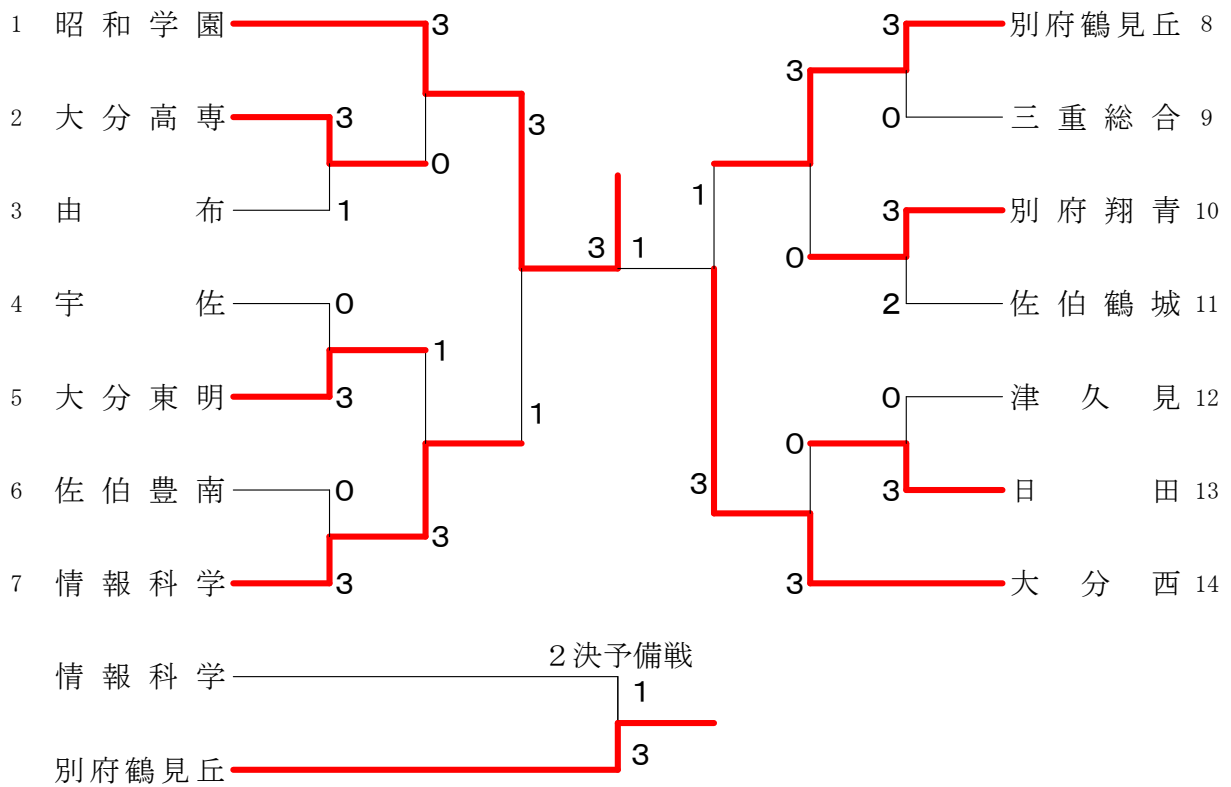 1 昭和学園 3
2 大分高専 3
0
3 由布 1
3
4 宇佐 0
1
5 大分東明 3
1
6 佐伯豊南 0
3
7 情報科学 3
3 1
3 別府鶴見丘 8
3
0 三重総合 9
1
3 別府翔青 10
0
2 佐伯鶴城 11
0 津久見 12
0
3 日田 13
3
3 大分西 14
2決予備戦
情報科学 1
別府鶴見丘 3